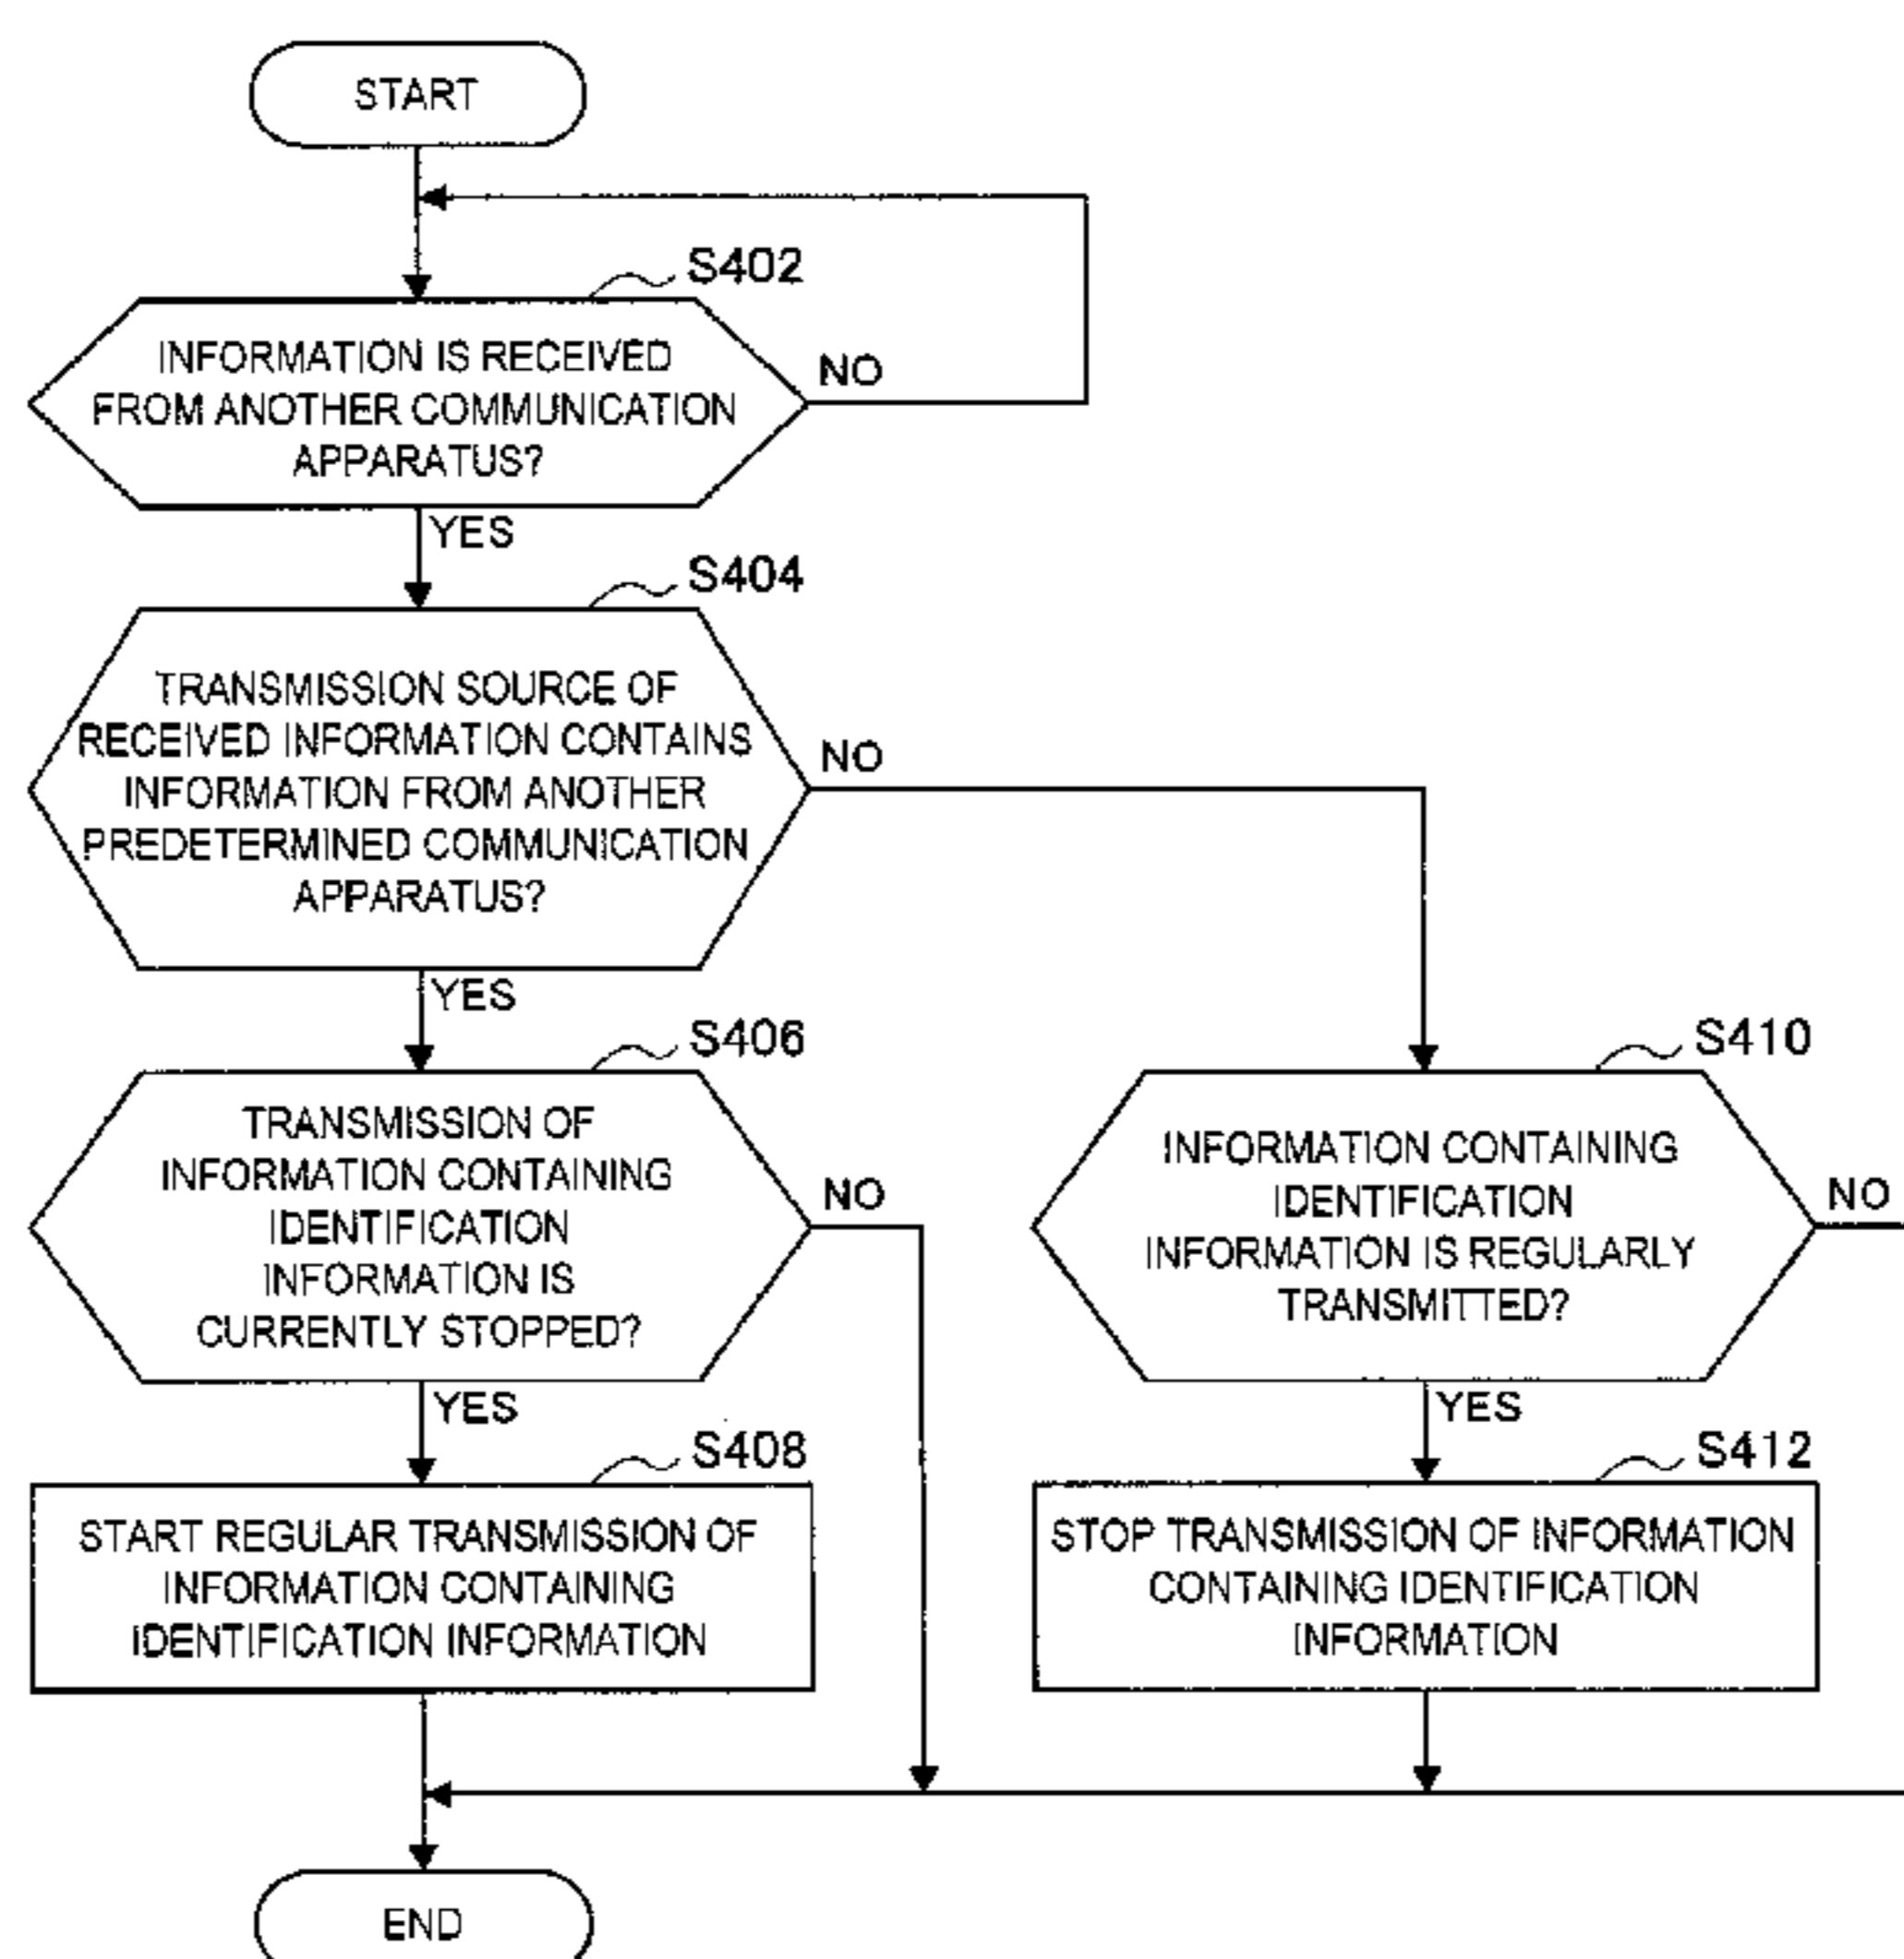 START
S402
INFORMATION IS RECEIVED
FROM ANOTHER COMMUNICATION
APPARATUS?
NO
YES
S404
TRANSMISSION SOURCE OF
RECEIVED INFORMATION CONTAINS
INFORMATION FROM ANOTHER
PREDETERMINED COMMUNICATION
APPARATUS?
NO
YES
S406
TRANSMISSION OF
INFORMATION CONTAINING
IDENTIFICATION
INFORMATION IS
CURRENTLY STOPPED?
NO
YES
S408
START REGULAR TRANSMISSION OF
INFORMATION CONTAINING
IDENTIFICATION INFORMATION
S410
INFORMATION CONTAINING
IDENTIFICATION
INFORMATION IS REGULARLY
TRANSMITTED?
NO
YES
S412
STOP TRANSMISSION OF INFORMATION
CONTAINING IDENTIFICATION
INFORMATION
END